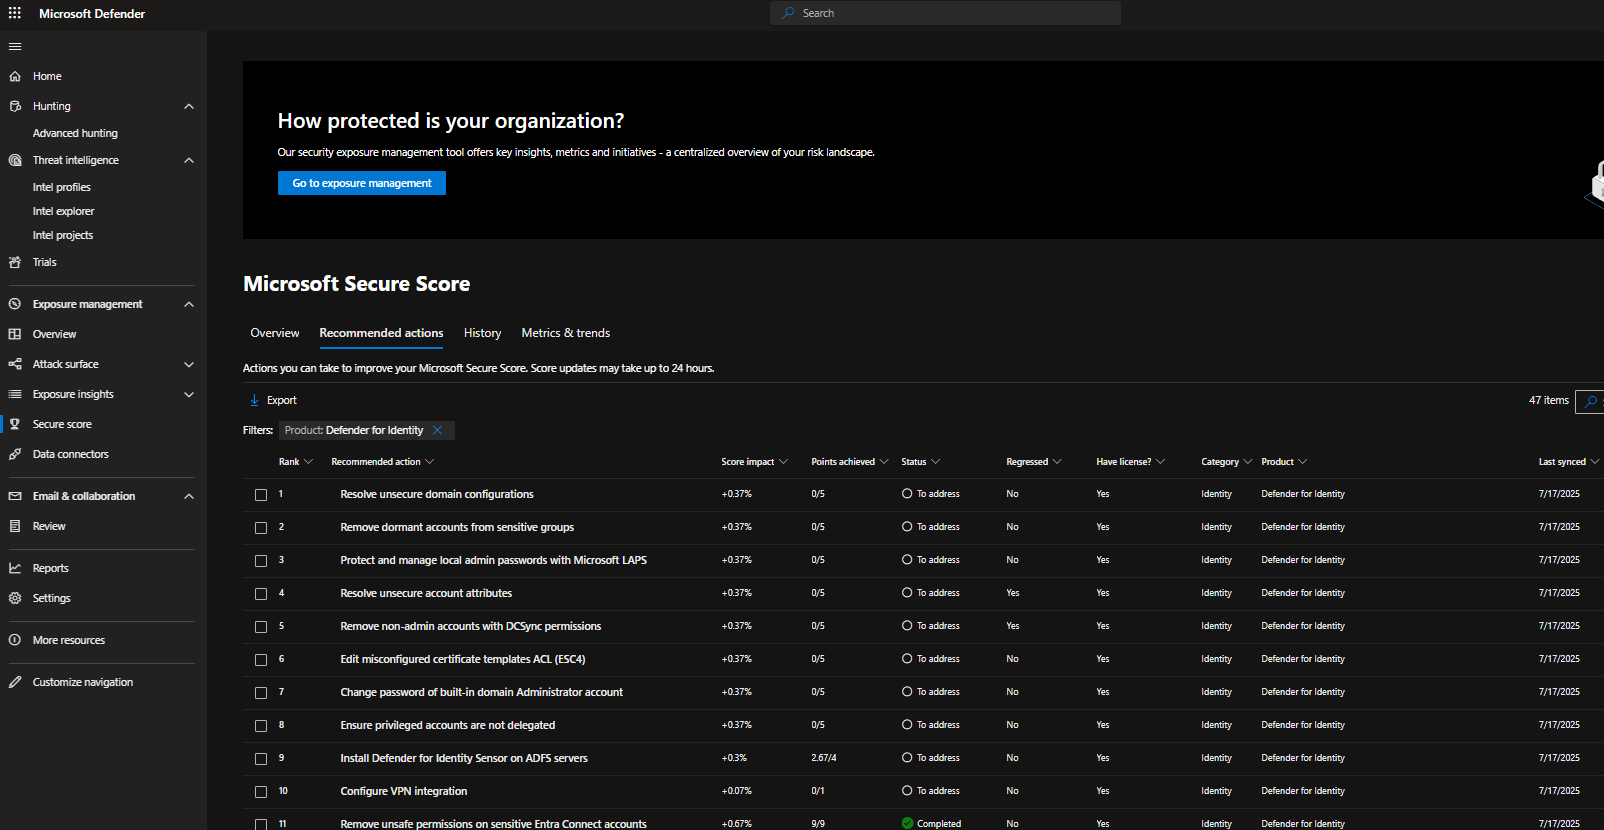 Microsoft Defender
Search
Home
Hunting
Advanced hunting
Threat intelligence
Intel profiles
Intel explorer
Intel projects
Trials
Exposure management
Overview
Attack surface
Exposure insights
Secure score
Data connectors
Email & collaboration
Review
Reports
Settings
More resources
Customize navigation
How protected is your organization?
Our security exposure management tool offers key insights, metrics and initiatives - a centralized overview of your risk landscape.
Go to exposure management
Microsoft Secure Score
Overview Recommended actions History Metrics & trends
Actions you can take to improve your Microsoft Secure Score. Score updates may take up to 24 hours.
Export 47 items
Filters: Product: Defender for Identity
Rank Recommended action Score impact Points achieved Status Regressed Have license? Category Product Last synced
1 Resolve unsecure domain configurations +0.37% 0/5 To address No Yes Identity Defender for Identity 7/17/2025
2 Remove dormant accounts from sensitive groups +0.37% 0/5 To address No Yes Identity Defender for Identity 7/17/2025
3 Protect and manage local admin passwords with Microsoft LAPS +0.37% 0/5 To address No Yes Identity Defender for Identity 7/17/2025
4 Resolve unsecure account attributes +0.37% 0/5 To address Yes Yes Identity Defender for Identity 7/17/2025
5 Remove non-admin accounts with DCSync permissions +0.37% 0/5 To address Yes Yes Identity Defender for Identity 7/17/2025
6 Edit misconfigured certificate templates ACL (ESC4) +0.37% 0/5 To address No Yes Identity Defender for Identity 7/17/2025
7 Change password of built-in domain Administrator account +0.37% 0/5 To address No Yes Identity Defender for Identity 7/17/2025
8 Ensure privileged accounts are not delegated +0.37% 0/5 To address No Yes Identity Defender for Identity 7/17/2025
9 Install Defender for Identity Sensor on ADFS servers +0.3% 2.67/4 To address No Yes Identity Defender for Identity 7/17/2025
10 Configure VPN integration +0.07% 0/1 To address No Yes Identity Defender for Identity 7/17/2025
11 Remove unsafe permissions on sensitive Entra Connect accounts +0.67% 9/9 Completed No Yes Identity Defender for Identity 7/17/2025